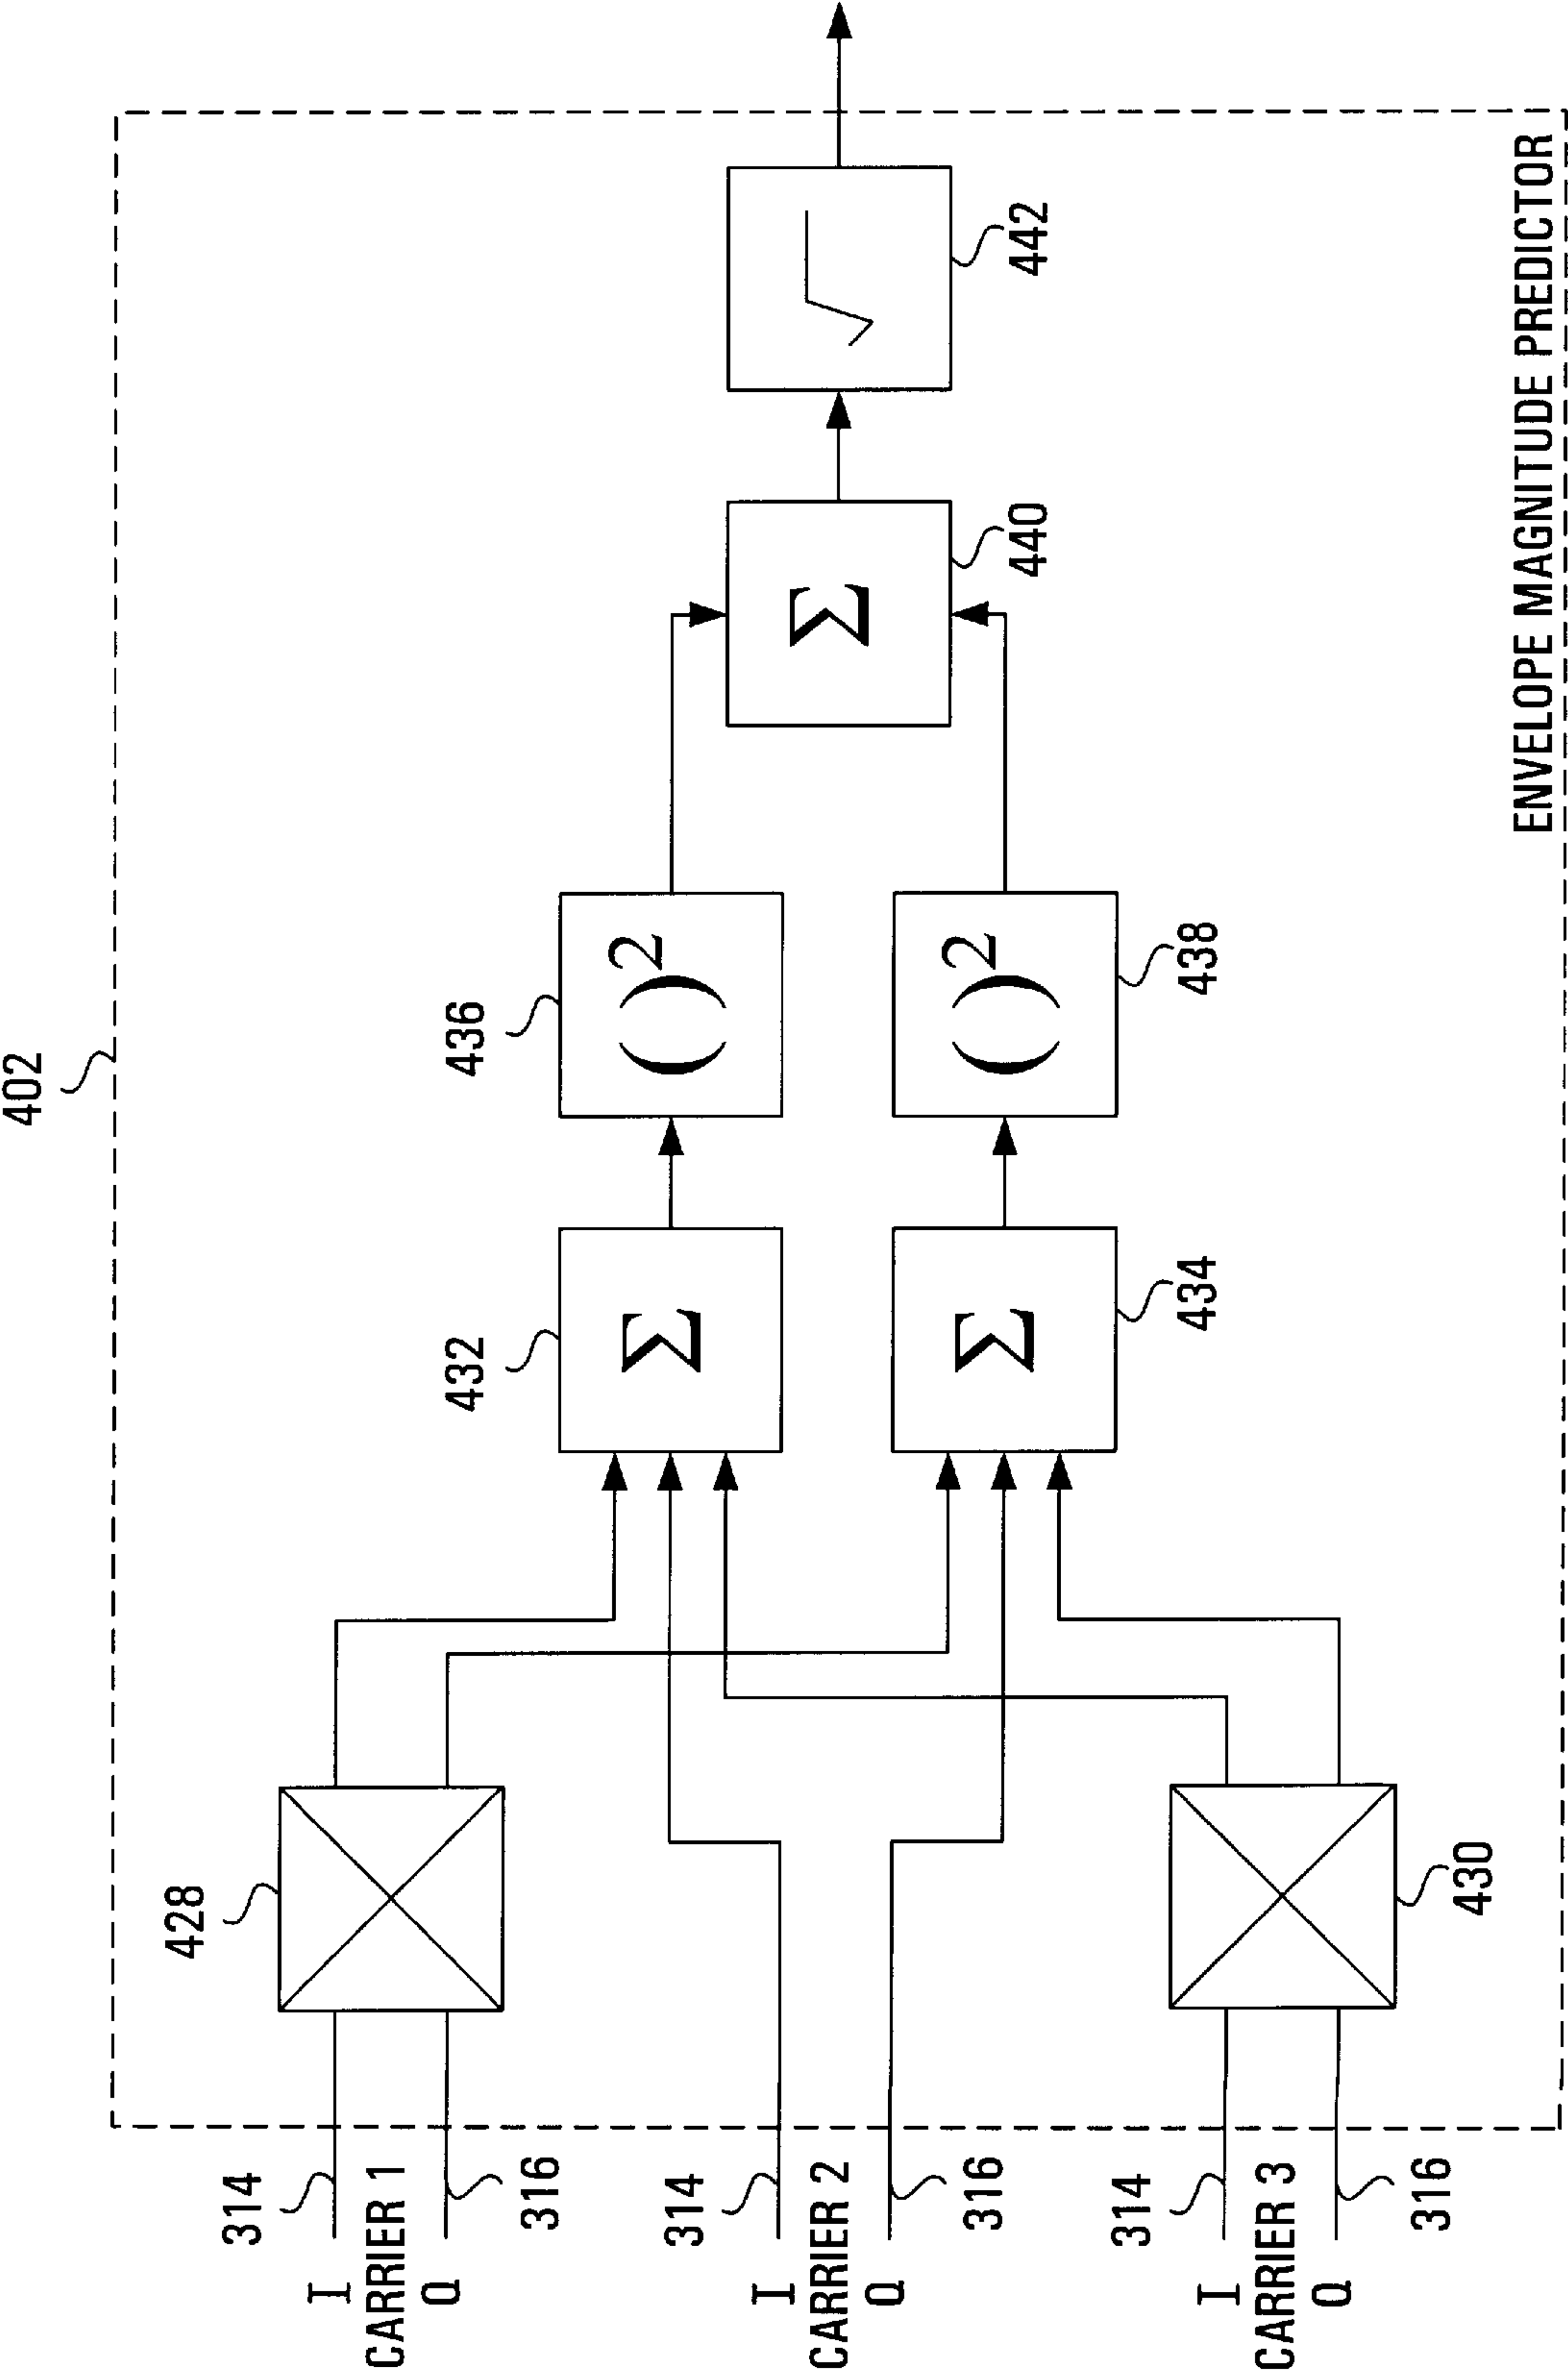 402
428
432
436
( )²
Σ
Σ
440
442
√
Σ
434
( )²
438
430
314
I
CARRIER 1
Q
316
314
I
CARRIER 2
Q
316
314
I
CARRIER 3
Q
316
ENVELOPE MAGNITUDE PREDICTOR